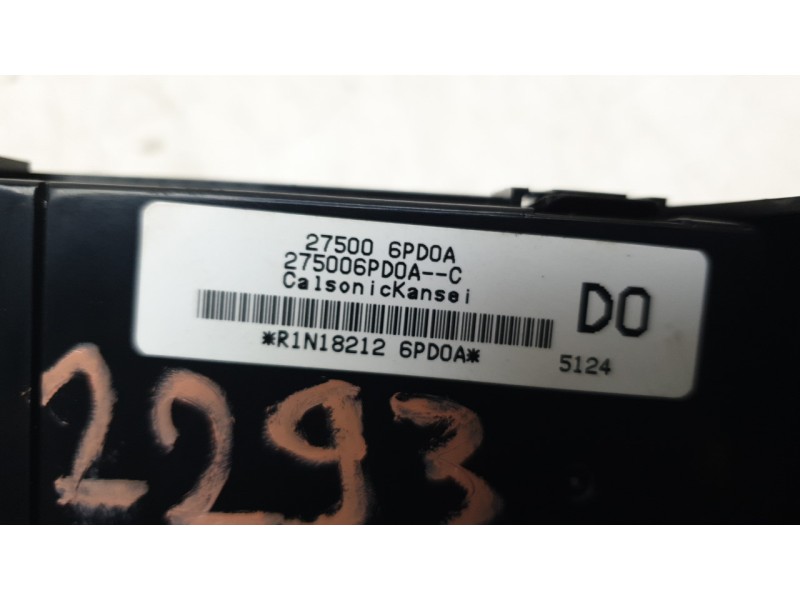 27500 6PD0A
275006PD0A--C
CalsonicKansei
D0
*R1N18212 6PD0A*
5124
2293